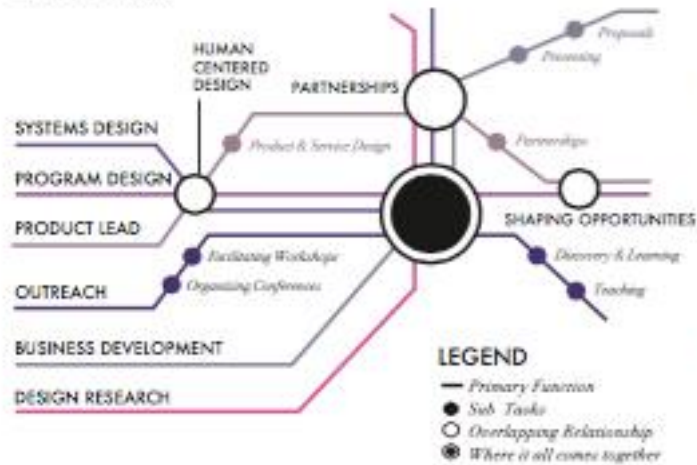 HUMAN
CENTERED
DESIGN
PARTNERSHIPS
Proposals
Processing
SYSTEMS DESIGN
Product & Service Design
Partnerships
PROGRAM DESIGN
PRODUCT LEAD
SHAPING OPPORTUNITIES
Facilitating Workshops
Discovery & Learning
Organizing Conferences
Teaching
OUTREACH
BUSINESS DEVELOPMENT
DESIGN RESEARCH
LEGEND
Primary Function
Sub Tasks
Overlapping Relationship
Where it all comes together